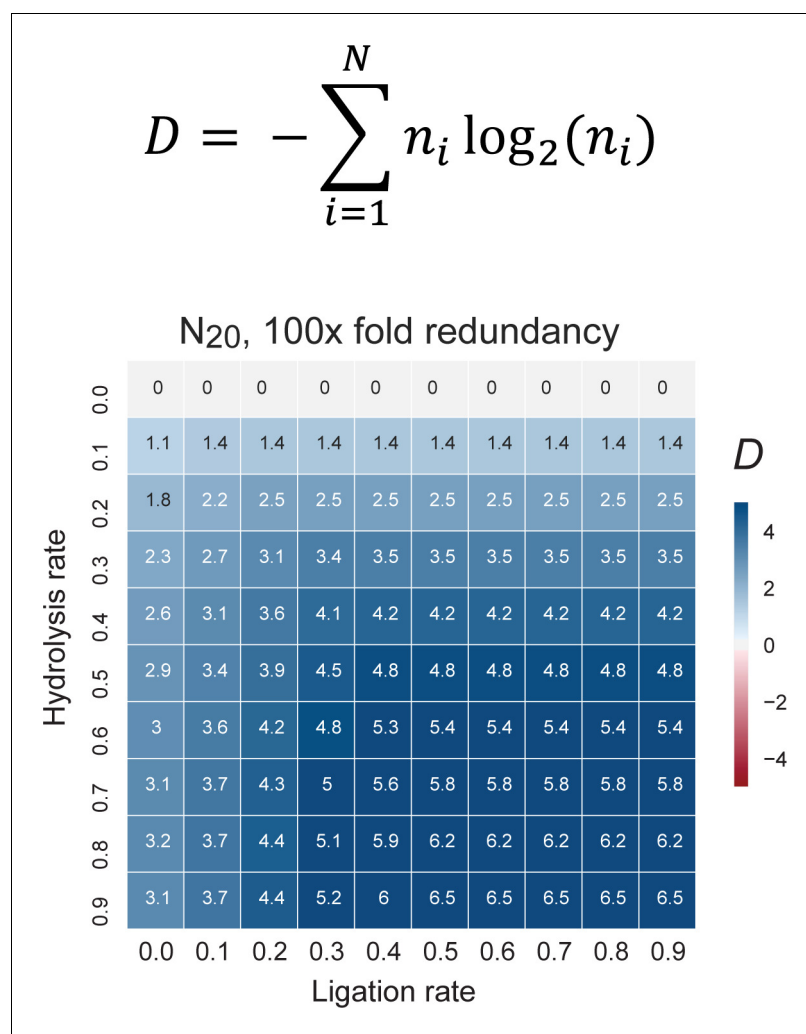 D = − ∑ᵢ₌₁ᴺ nᵢ log₂(nᵢ)
N₂₀, 100x fold redundancy
0.0 0 0 0 0 0 0 0 0 0 0
0.1 1.1 1.4 1.4 1.4 1.4 1.4 1.4 1.4 1.4 1.4
0.2 1.8 2.2 2.5 2.5 2.5 2.5 2.5 2.5 2.5 2.5
0.3 2.3 2.7 3.1 3.4 3.5 3.5 3.5 3.5 3.5 3.5
0.4 2.6 3.1 3.6 4.1 4.2 4.2 4.2 4.2 4.2 4.2
0.5 2.9 3.4 3.9 4.5 4.8 4.8 4.8 4.8 4.8 4.8
0.6 3 3.6 4.2 4.8 5.3 5.4 5.4 5.4 5.4 5.4
0.7 3.1 3.7 4.3 5 5.6 5.8 5.8 5.8 5.8 5.8
0.8 3.2 3.7 4.4 5.1 5.9 6.2 6.2 6.2 6.2 6.2
0.9 3.1 3.7 4.4 5.2 6 6.5 6.5 6.5 6.5 6.5
0.0 0.1 0.2 0.3 0.4 0.5 0.6 0.7 0.8 0.9
Ligation rate
Hydrolysis rate
D
4
2
0
−2
−4